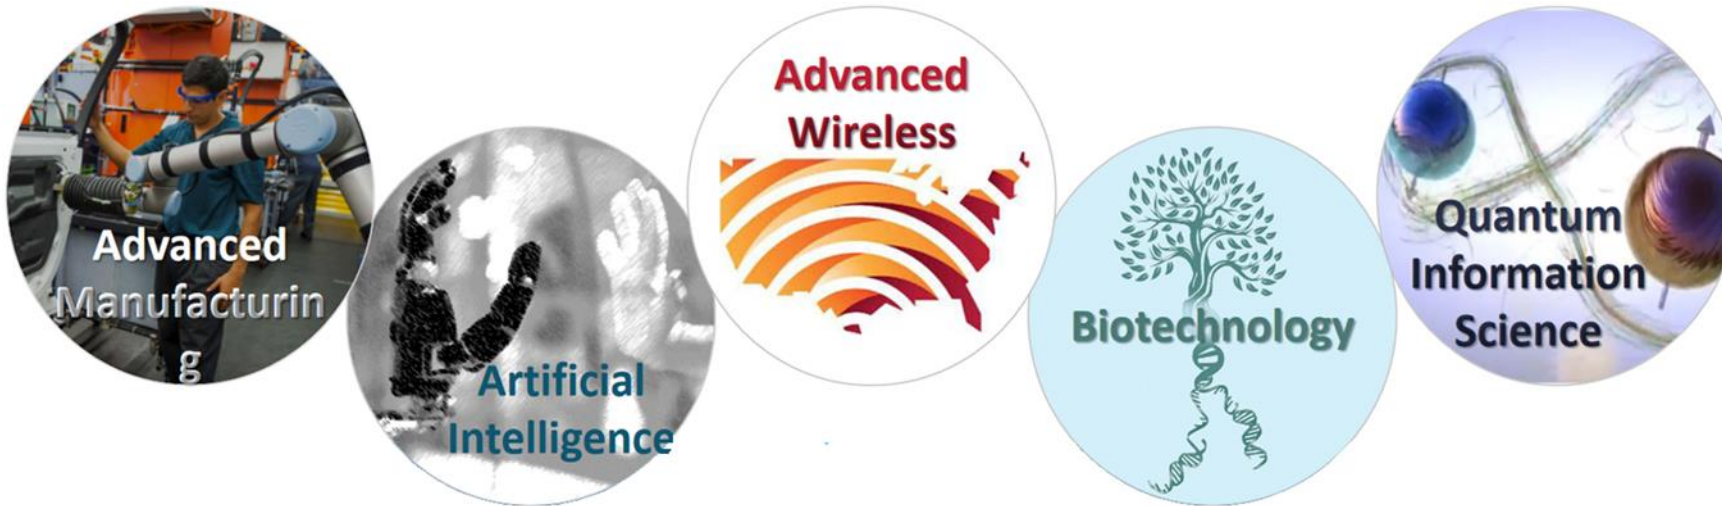 Advanced
Manufacturin
g
Artificial
Intelligence
Advanced
Wireless
Biotechnology
Quantum
Information
Science